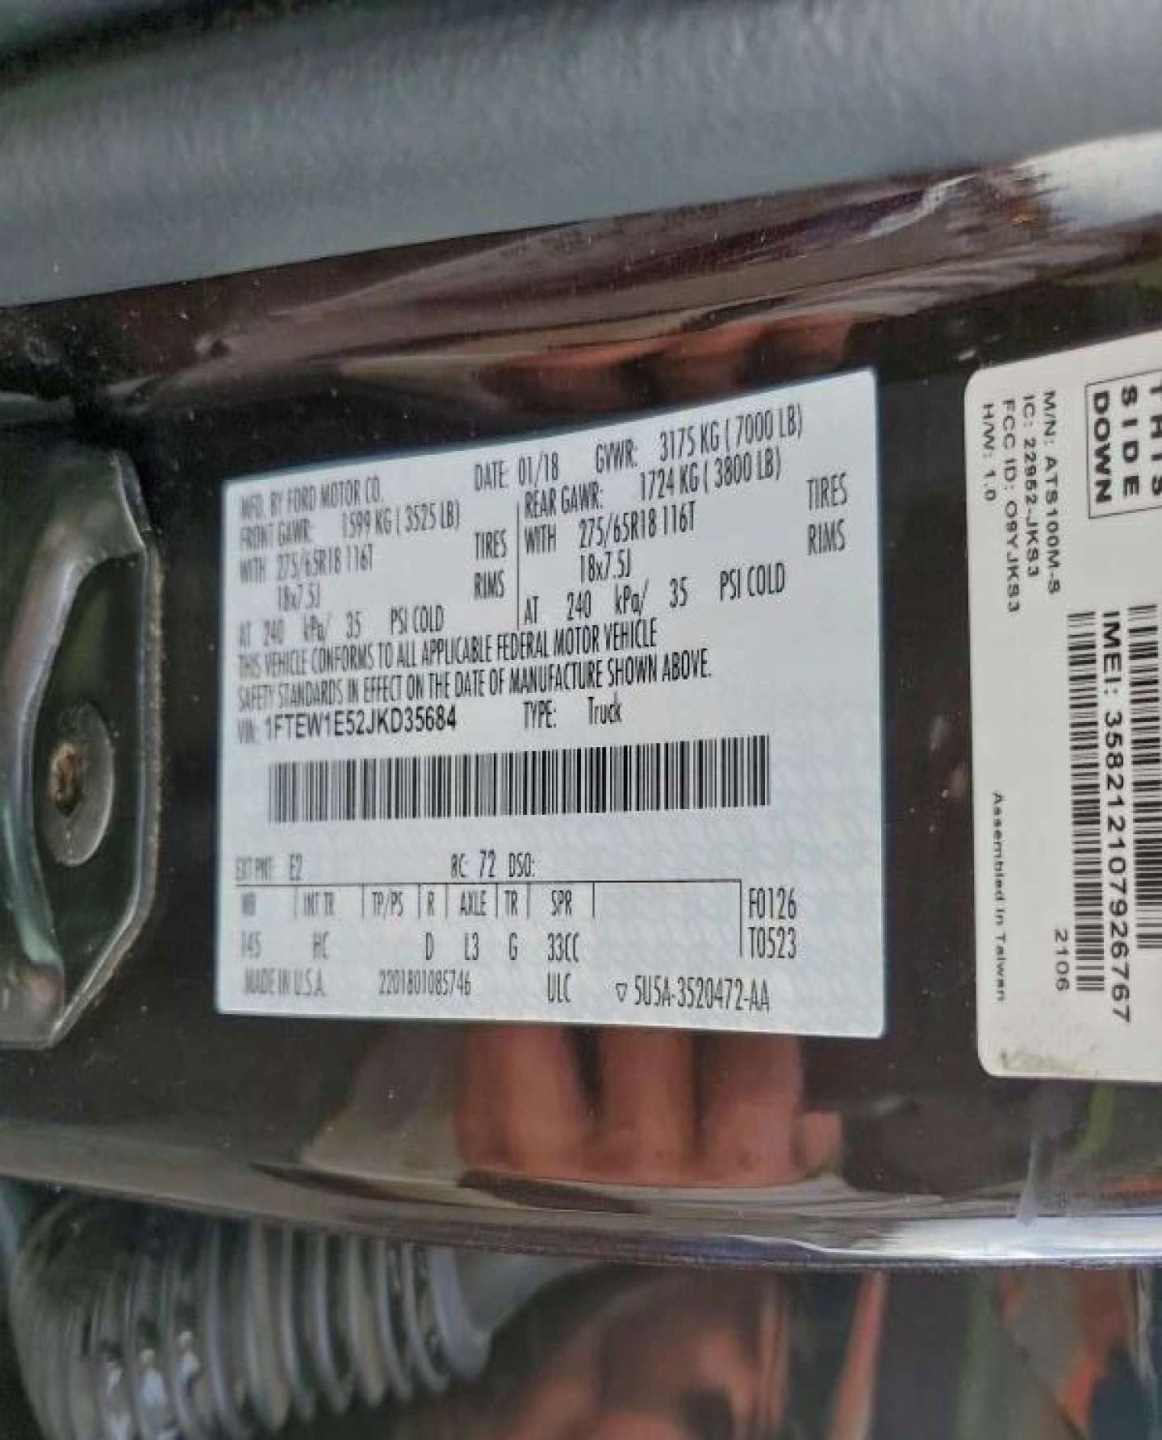 MFD. BY FORD MOTOR CO.
DATE: 01/18 GVWR: 3175 KG ( 7000 LB)
FRONT GAWR: 1599 KG ( 3525 LB)
REAR GAWR: 1724 KG ( 3800 LB)
WITH 275/65R18 116T TIRES
WITH 275/65R18 116T TIRES
18x7.5J RIMS
18x7.5J RIMS
AT 240 kPa/ 35 PSI COLD
AT 240 kPa/ 35 PSI COLD
THIS VEHICLE CONFORMS TO ALL APPLICABLE FEDERAL MOTOR VEHICLE
SAFETY STANDARDS IN EFFECT ON THE DATE OF MANUFACTURE SHOWN ABOVE.
VIN: 1FTEW1E52JKD35684 TYPE: Truck
EXT PNT: E2 RC: 72 DSO:
WB INT TR TP/PS R AXLE TR SPR F0126
145 HC D L3 G 33CC T0523
MADE IN U.S.A. 2201801085746 ULC ▽ 5U5A-3520472-AA
THIS
SIDE
DOWN
M/N: ATS100M-S
IC: 22952-JKS3
FCC ID: O9YJKS3
H/W: 1.0
IMEI: 358212107926767
2106
Assembled in Taiwan